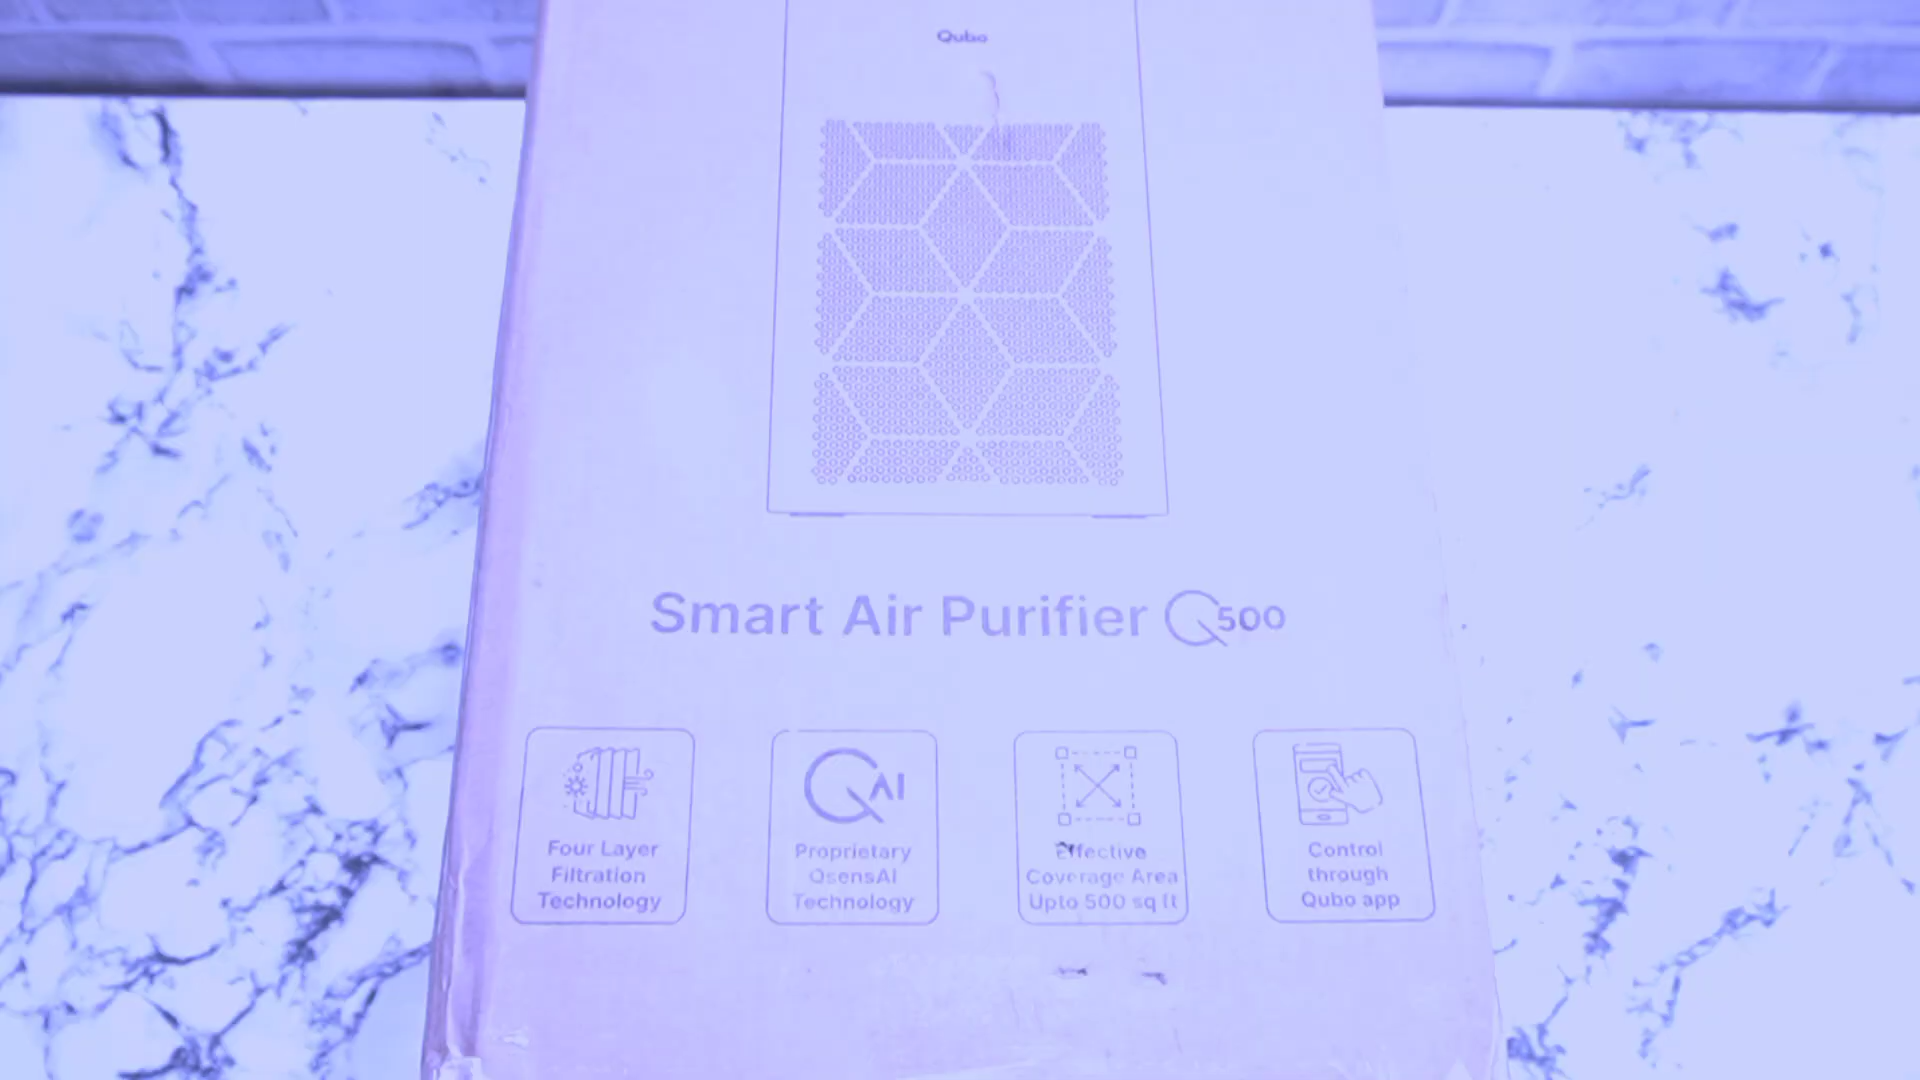 Qubo
Smart Air Purifier Q500
Four Layer
Filtration
Technology
QAI
Proprietary
QsensAI
Technology
Effective
Coverage Area
Upto 500 sq ft
Control
through
Qubo app